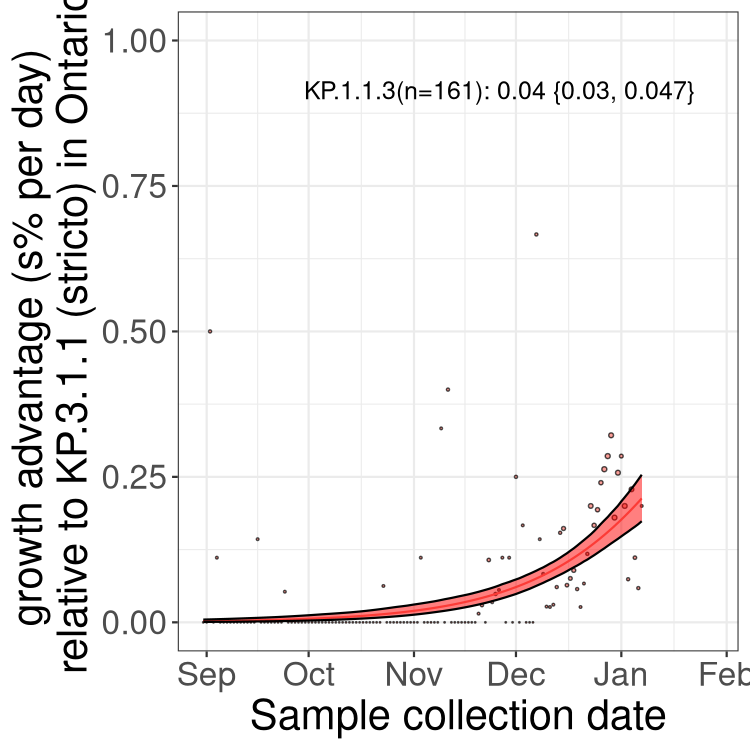 growth advantage (s% per day)
relative to KP.3.1.1 (stricto) in Ontario
1.00
0.75
0.50
0.25
0.00
KP.1.1.3(n=161): 0.04 {0.03, 0.047}
Sep Oct Nov Dec Jan Feb
Sample collection date